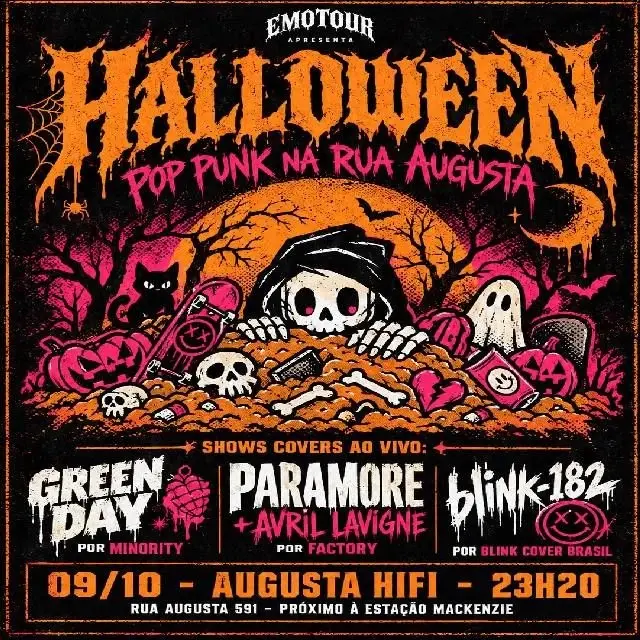 EMOTOUR
APRESENTA
HALLOWEEN
POP PUNK NA RUA AUGUSTA
SHOWS COVERS AO VIVO:
GREEN DAY
POR MINORITY
PARAMORE
+ AVRIL LAVIGNE
POR FACTORY
blink-182
POR BLINK COVER BRASIL
09/10 - AUGUSTA HIFI - 23H20
RUA AUGUSTA 591 - PRÓXIMO À ESTAÇÃO MACKENZIE